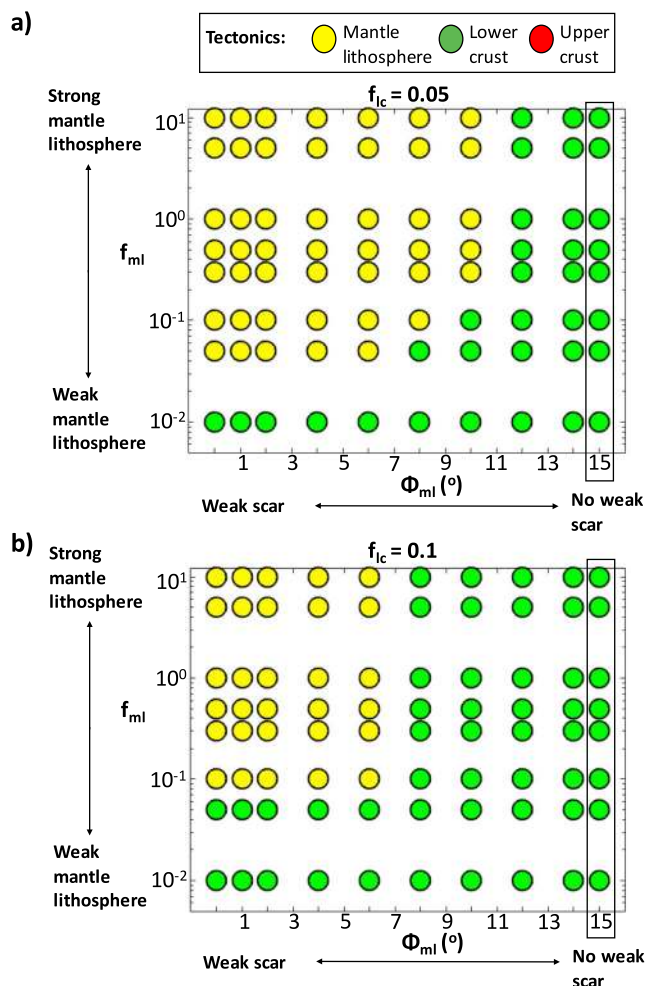 a)
Tectonics:
Mantle
lithosphere
Lower
crust
Upper
crust
f_lc = 0.05
Strong
mantle
lithosphere
f_ml
Weak
mantle
lithosphere
10¹
10⁰
10⁻¹
10⁻²
1 3 5 7 9 11 13 15
Φ_ml (°)
Weak scar
No weak
scar
b)
f_lc = 0.1
Strong
mantle
lithosphere
f_ml
Weak
mantle
lithosphere
10¹
10⁰
10⁻¹
10⁻²
1 3 5 7 9 11 13 15
Φ_ml (°)
Weak scar
No weak
scar